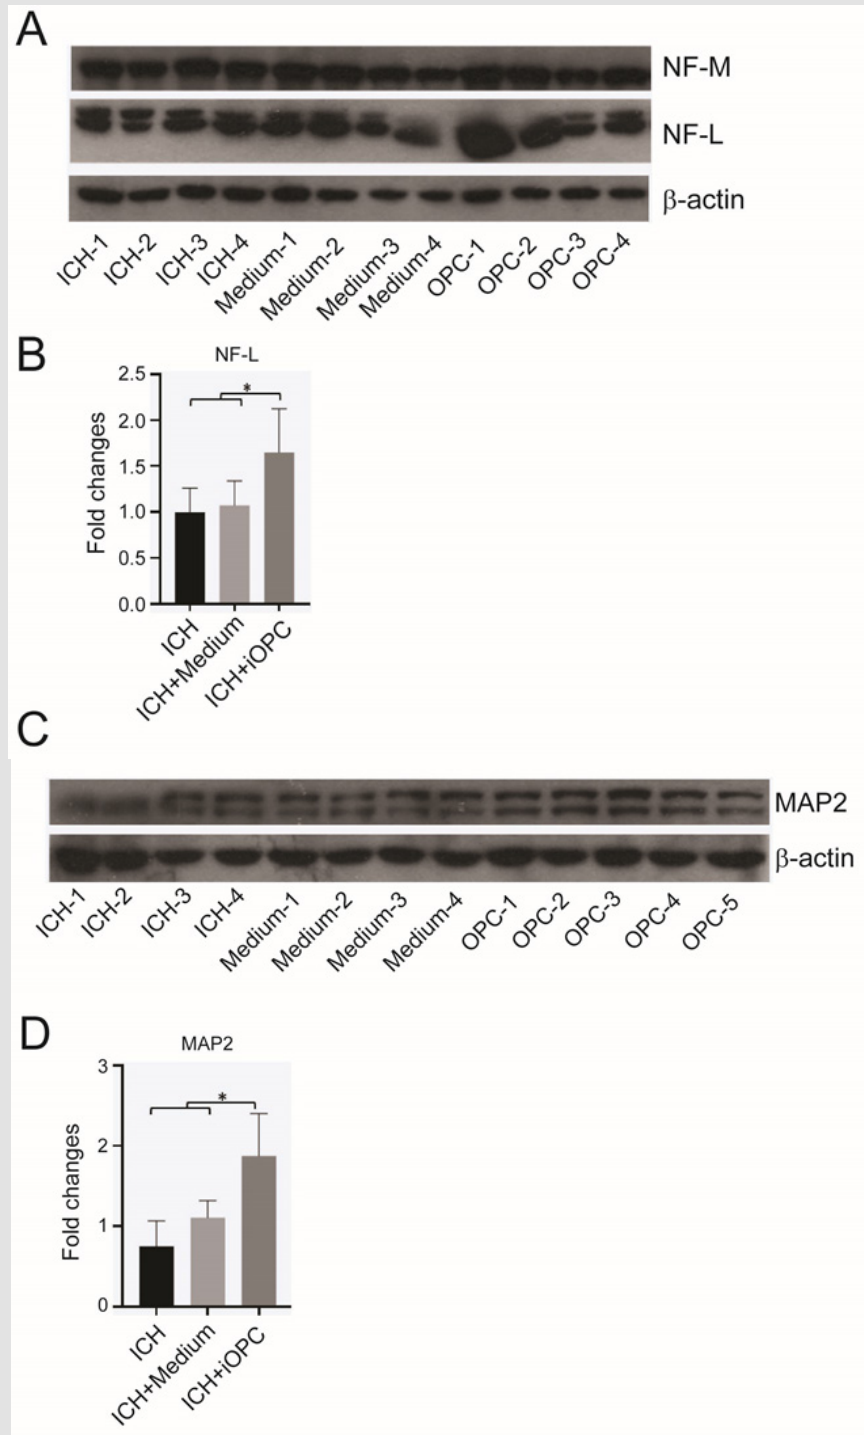 A
NF-M
NF-L
β-actin
ICH-1 ICH-2 ICH-3 ICH-4 Medium-1 Medium-2 Medium-3 Medium-4 OPC-1 OPC-2 OPC-3 OPC-4
B
NF-L
Fold changes
2.5
2.0
1.5
1.0
0.5
0.0
*
ICH ICH+Medium ICH+iOPC
C
MAP2
β-actin
ICH-1 ICH-2 ICH-3 ICH-4 Medium-1 Medium-2 Medium-3 Medium-4 OPC-1 OPC-2 OPC-3 OPC-4 OPC-5
D
MAP2
Fold changes
3
2
1
0
*
ICH ICH+Medium ICH+iOPC